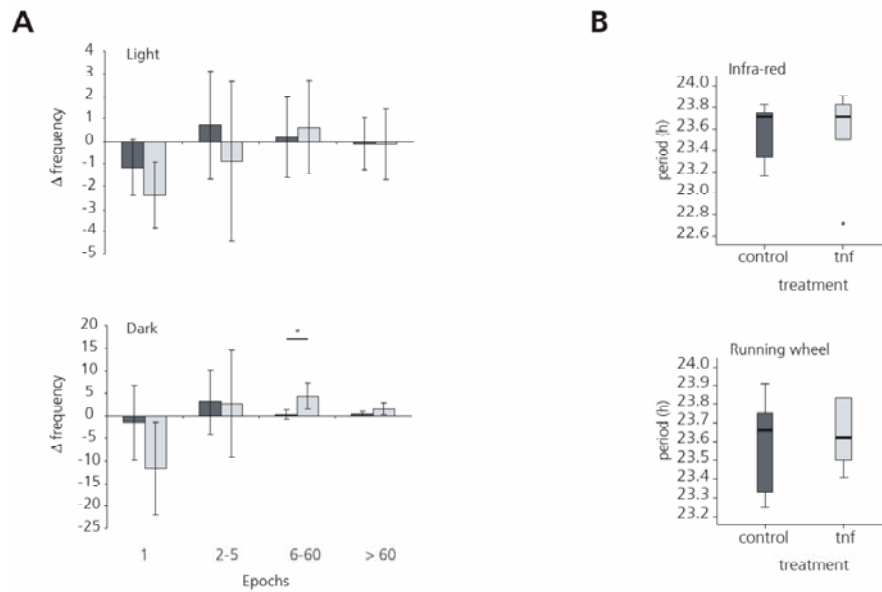 A
Light
4
3
2
1
0
-1
-2
-3
-4
-5
Δ frequency
Dark
20
15
10
5
0
-5
-10
-15
-20
-25
Δ frequency
*
1 2-5 6-60 > 60
Epochs
B
Infra-red
24.0
23.8
23.6
23.4
23.2
23.0
22.8
22.6
period (h)
control tnf
treatment
Running wheel
24.0
23.9
23.8
23.7
23.6
23.5
23.4
23.3
23.2
period (h)
control tnf
treatment